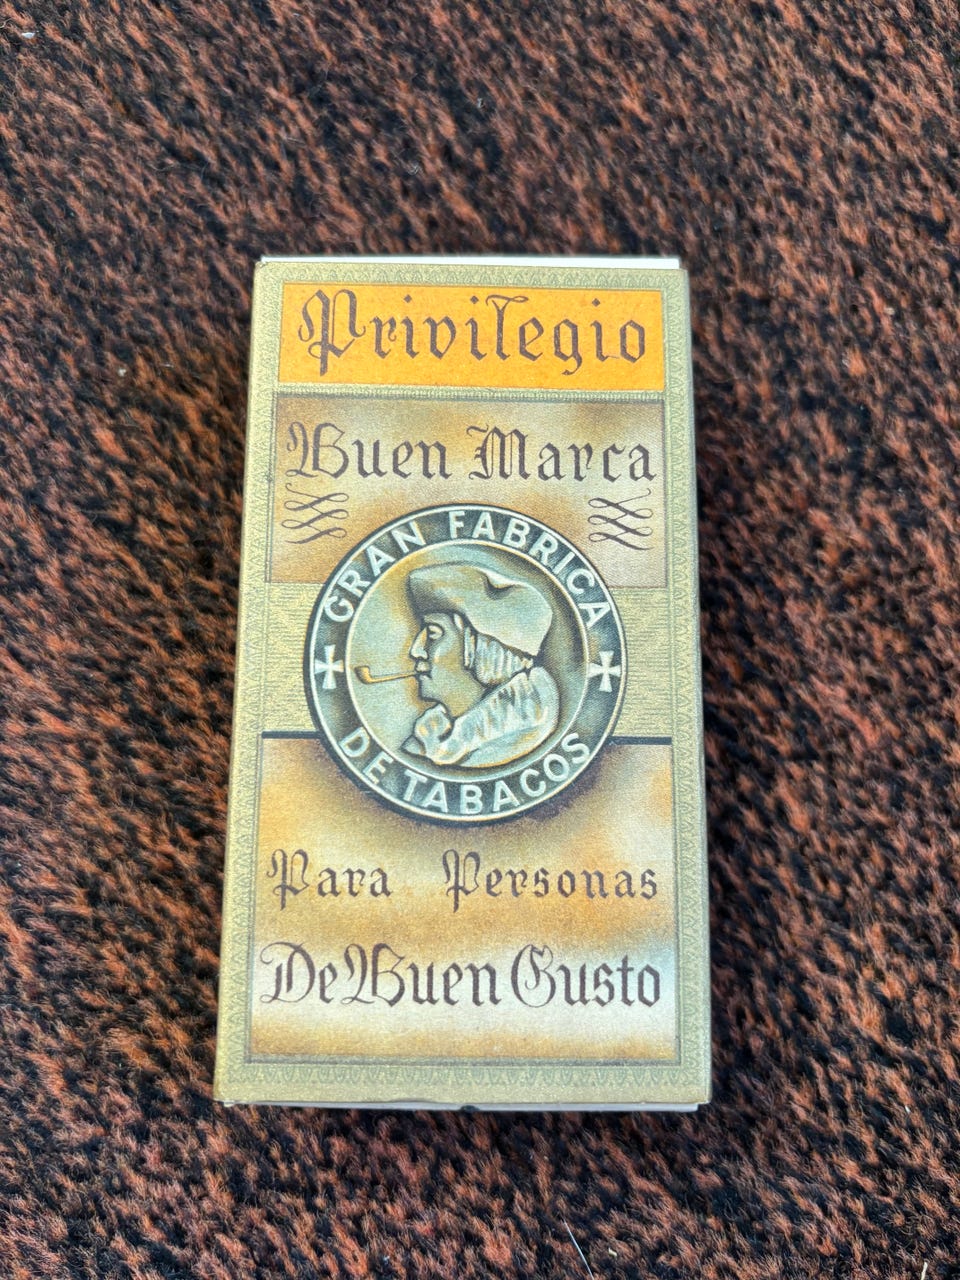 Privilegio
Buen Marca
GRAN FABRICA
DE TABACOS
Para Personas
De Buen Gusto